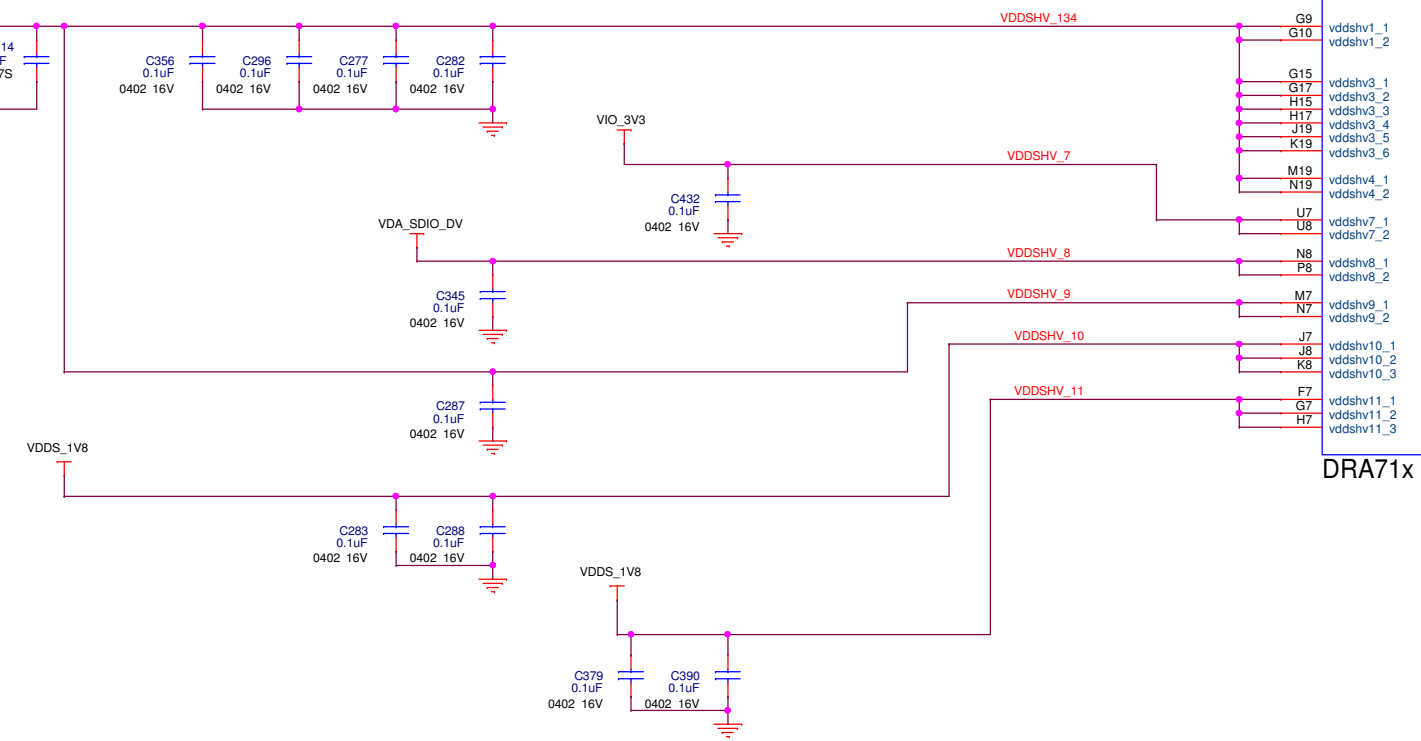 VDDSHV_134
G9
vddshv1_1
G10
vddshv1_2
14
F
7S
C356
0.1uF
0402 16V
C296
0.1uF
0402 16V
C277
0.1uF
0402 16V
C282
0.1uF
0402 16V
G15
vddshv3_1
G17
vddshv3_2
H15
vddshv3_3
H17
vddshv3_4
J19
vddshv3_5
K19
vddshv3_6
VIO_3V3
VDDSHV_7
M19
vddshv4_1
N19
vddshv4_2
C432
0.1uF
0402 16V
U7
vddshv7_1
U8
vddshv7_2
VDA_SDIO_DV
VDDSHV_8
N8
vddshv8_1
P8
vddshv8_2
C345
0.1uF
0402 16V
VDDSHV_9
M7
vddshv9_1
N7
vddshv9_2
VDDSHV_10
J7
vddshv10_1
J8
vddshv10_2
K8
vddshv10_3
C287
0.1uF
0402 16V
VDDSHV_11
F7
vddshv11_1
G7
vddshv11_2
H7
vddshv11_3
DRA71x
VDDS_1V8
C283
0.1uF
0402 16V
C288
0.1uF
0402 16V
VDDS_1V8
C379
0.1uF
0402 16V
C390
0.1uF
0402 16V